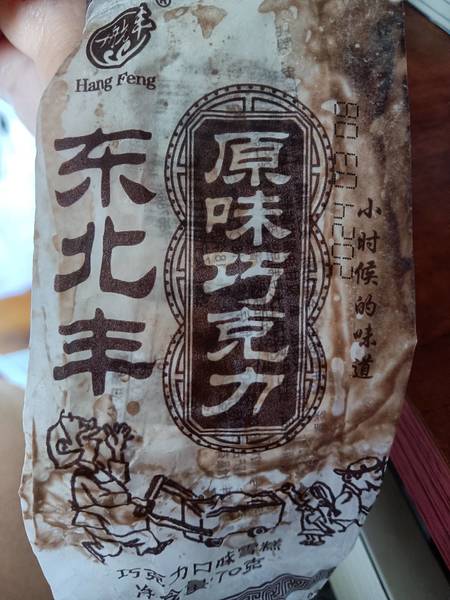 ®
Hang Feng
东北丰
原味巧克力
小时候的味道
2024 03 08
巧克力口味雪糕
净含量:70克